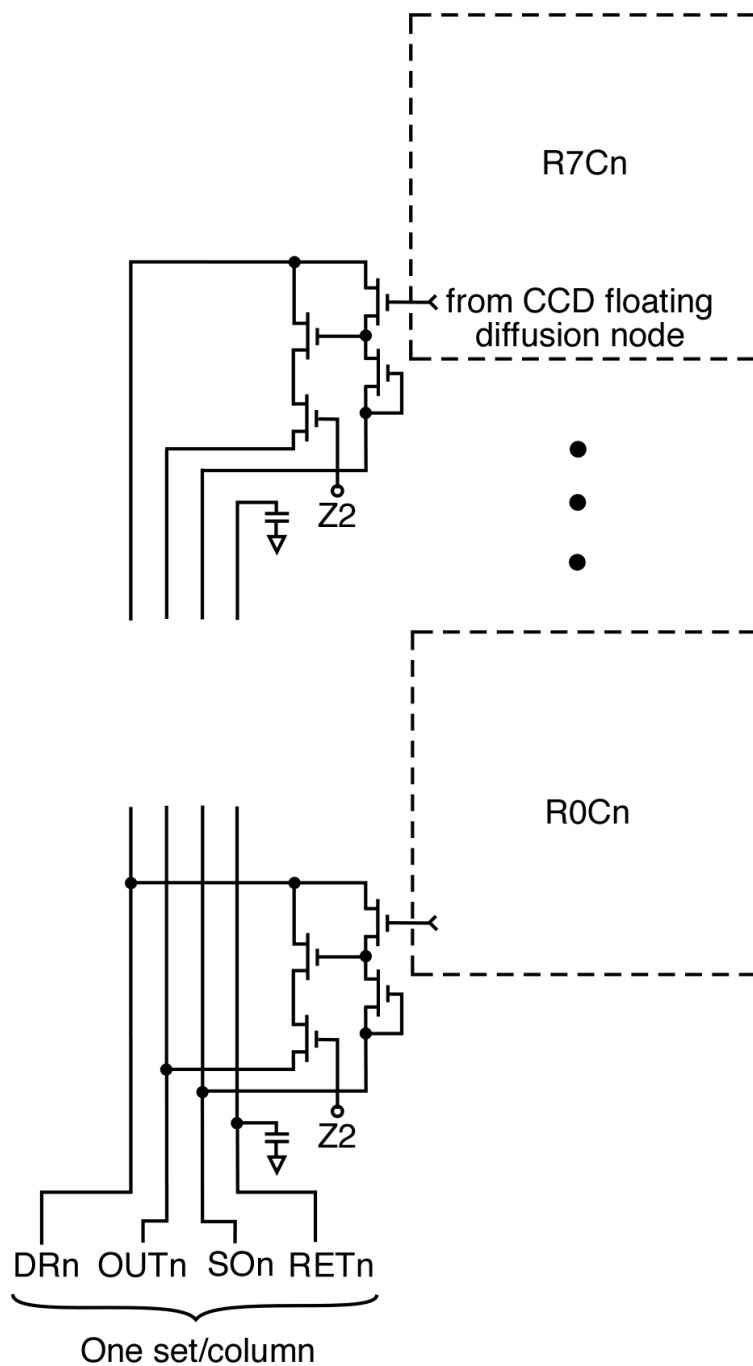 R7Cn
from CCD floating
diffusion node
Z2
R0Cn
Z2
DRn OUTn SOn RETn
One set/column